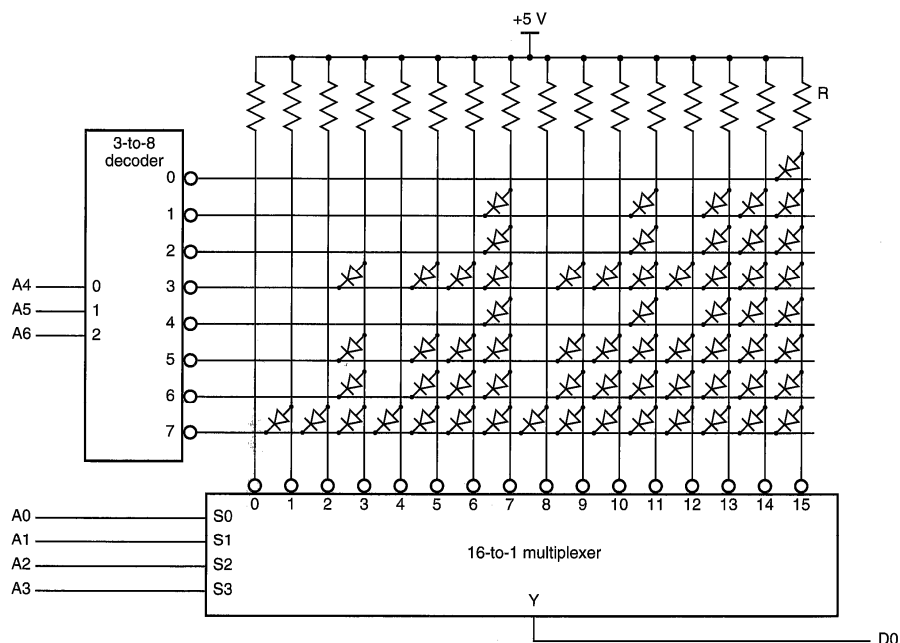 +5 V
R
3-to-8
decoder
0
1
2
3
4
5
6
7
A4 0
A5 1
A6 2
0 1 2 3 4 5 6 7 8 9 10 11 12 13 14 15
A0 S0
A1 S1
A2 S2
A3 S3
16-to-1 multiplexer
Y
D0